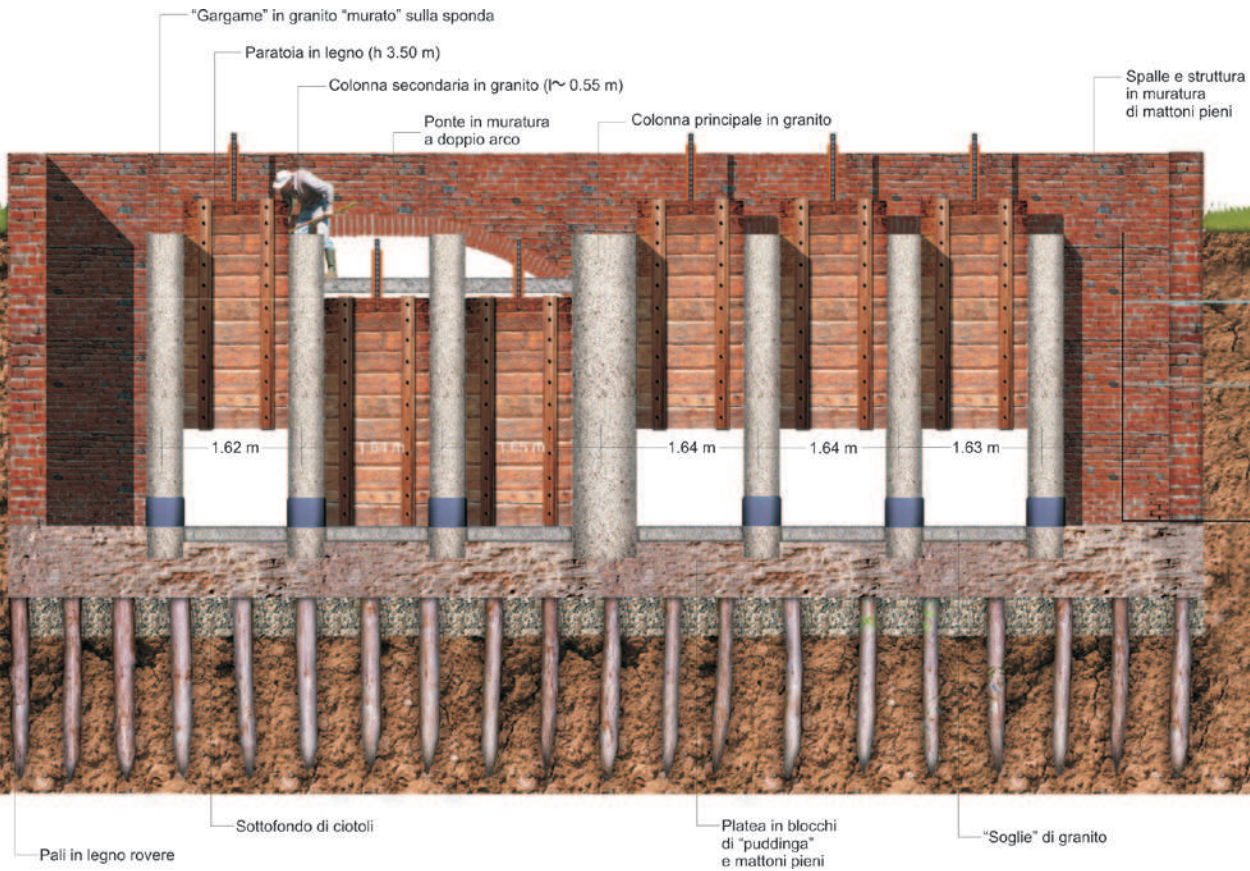 “Gargame” in granito “murato” sulla sponda
Paratoia in legno (h 3.50 m)
Colonna secondaria in granito (l~ 0.55 m)
Ponte in muratura
a doppio arco
Colonna principale in granito
Spalle e struttura
in muratura
di mattoni pieni
1.62 m
1.64 m
1.64 m
1.63 m
Sottofondo di ciotoli
Pali in legno rovere
Platea in blocchi
di “puddinga”
e mattoni pieni
“Soglie” di granito